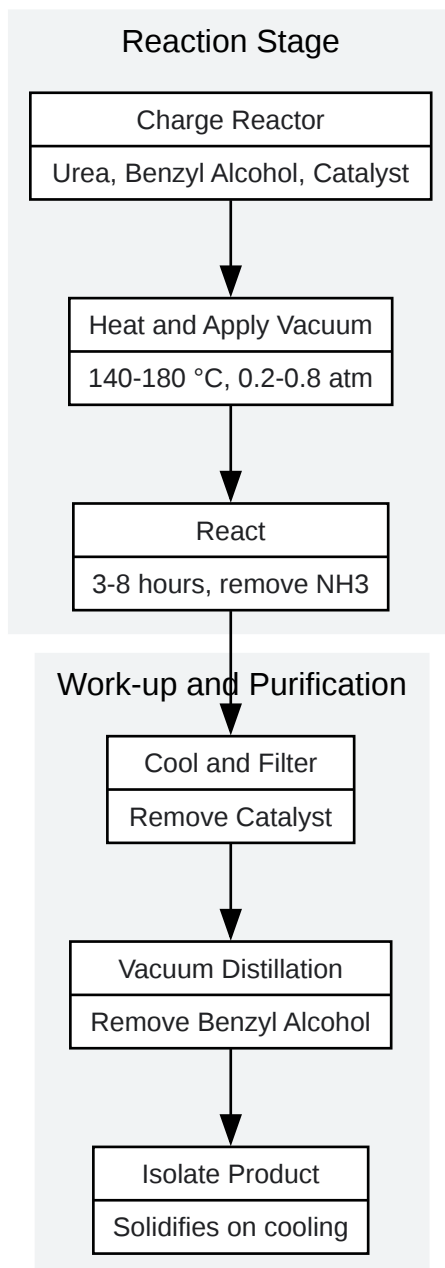 Reaction Stage
Charge Reactor
Urea, Benzyl Alcohol, Catalyst
Heat and Apply Vacuum
140-180 °C, 0.2-0.8 atm
React
3-8 hours, remove NH3
Work-up and Purification
Cool and Filter
Remove Catalyst
Vacuum Distillation
Remove Benzyl Alcohol
Isolate Product
Solidifies on cooling